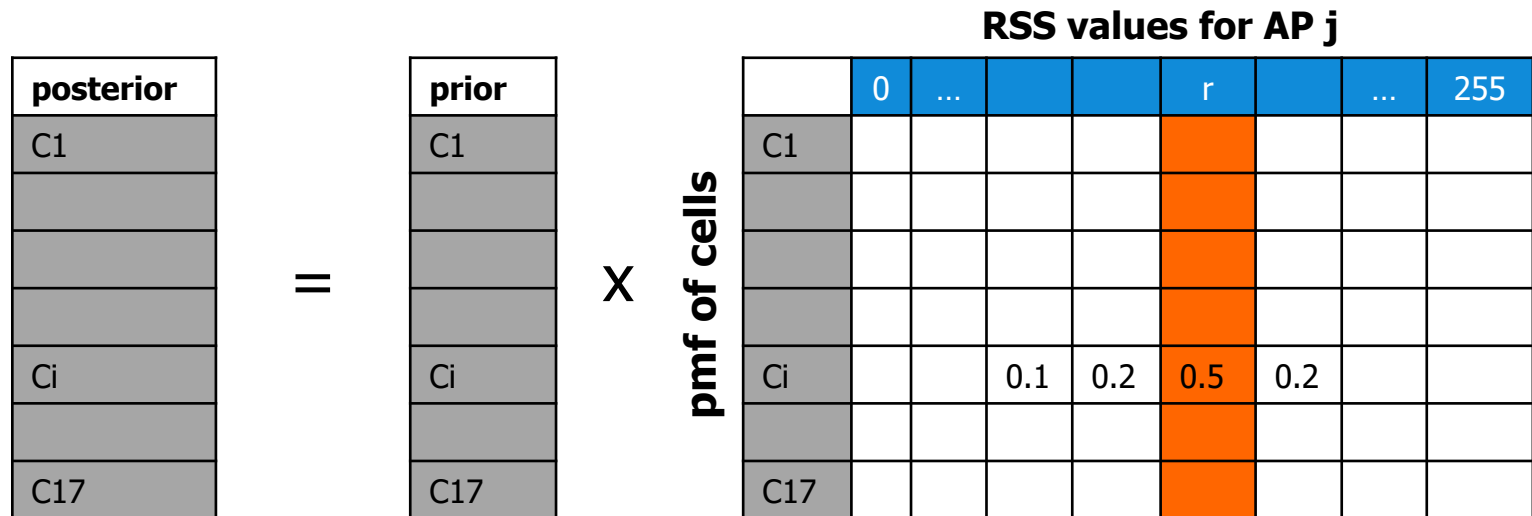 RSS values for AP j
posterior
prior
0 ... r ... 255
C1
C1
C1
pmf of cells
=
x
Ci
Ci
Ci 0.1 0.2 0.5 0.2
C17
C17
C17